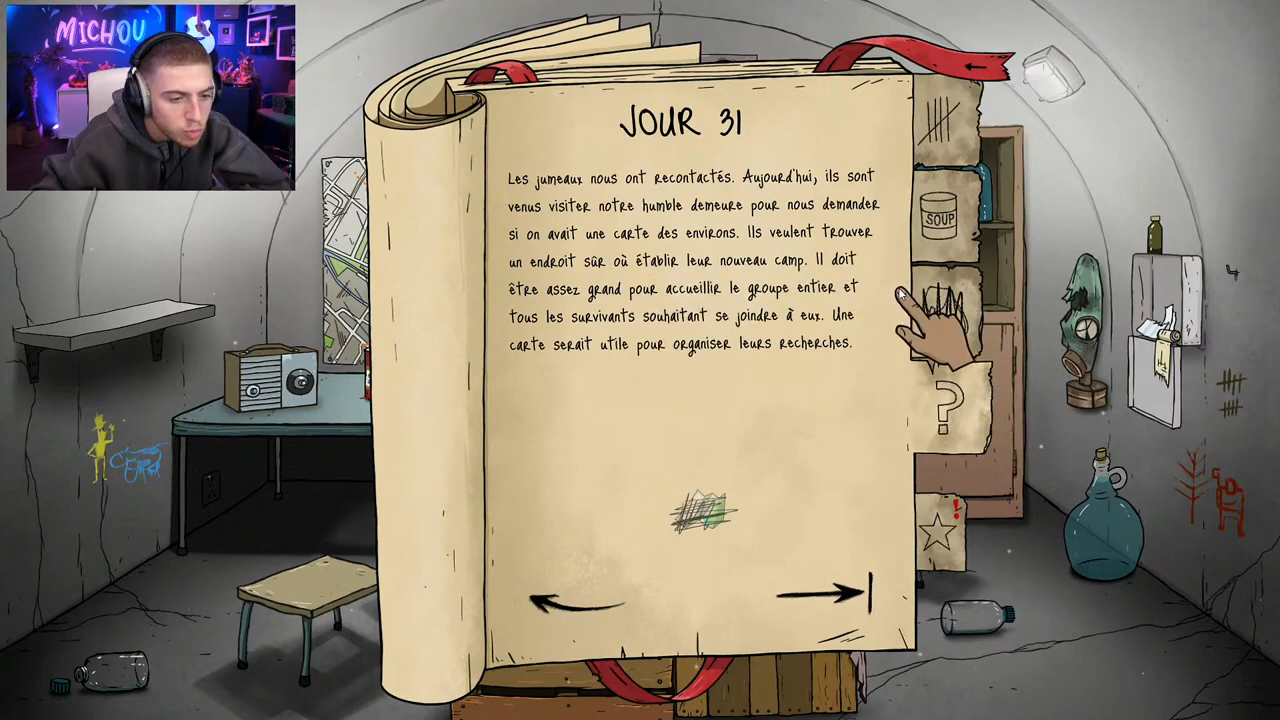 MICHOU
JOUR 31
Les jumeaux nous ont recontactés. Aujourd'hui, ils sont
venus visiter notre humble demeure pour nous demander
si on avait une carte des environs. Ils veulent trouver
un endroit sûr où établir leur nouveau camp. Il doit
être assez grand pour accueillir le groupe entier et
tous les survivants souhaitant se joindre à eux. Une
carte serait utile pour organiser leurs recherches.
SOUP
?
!